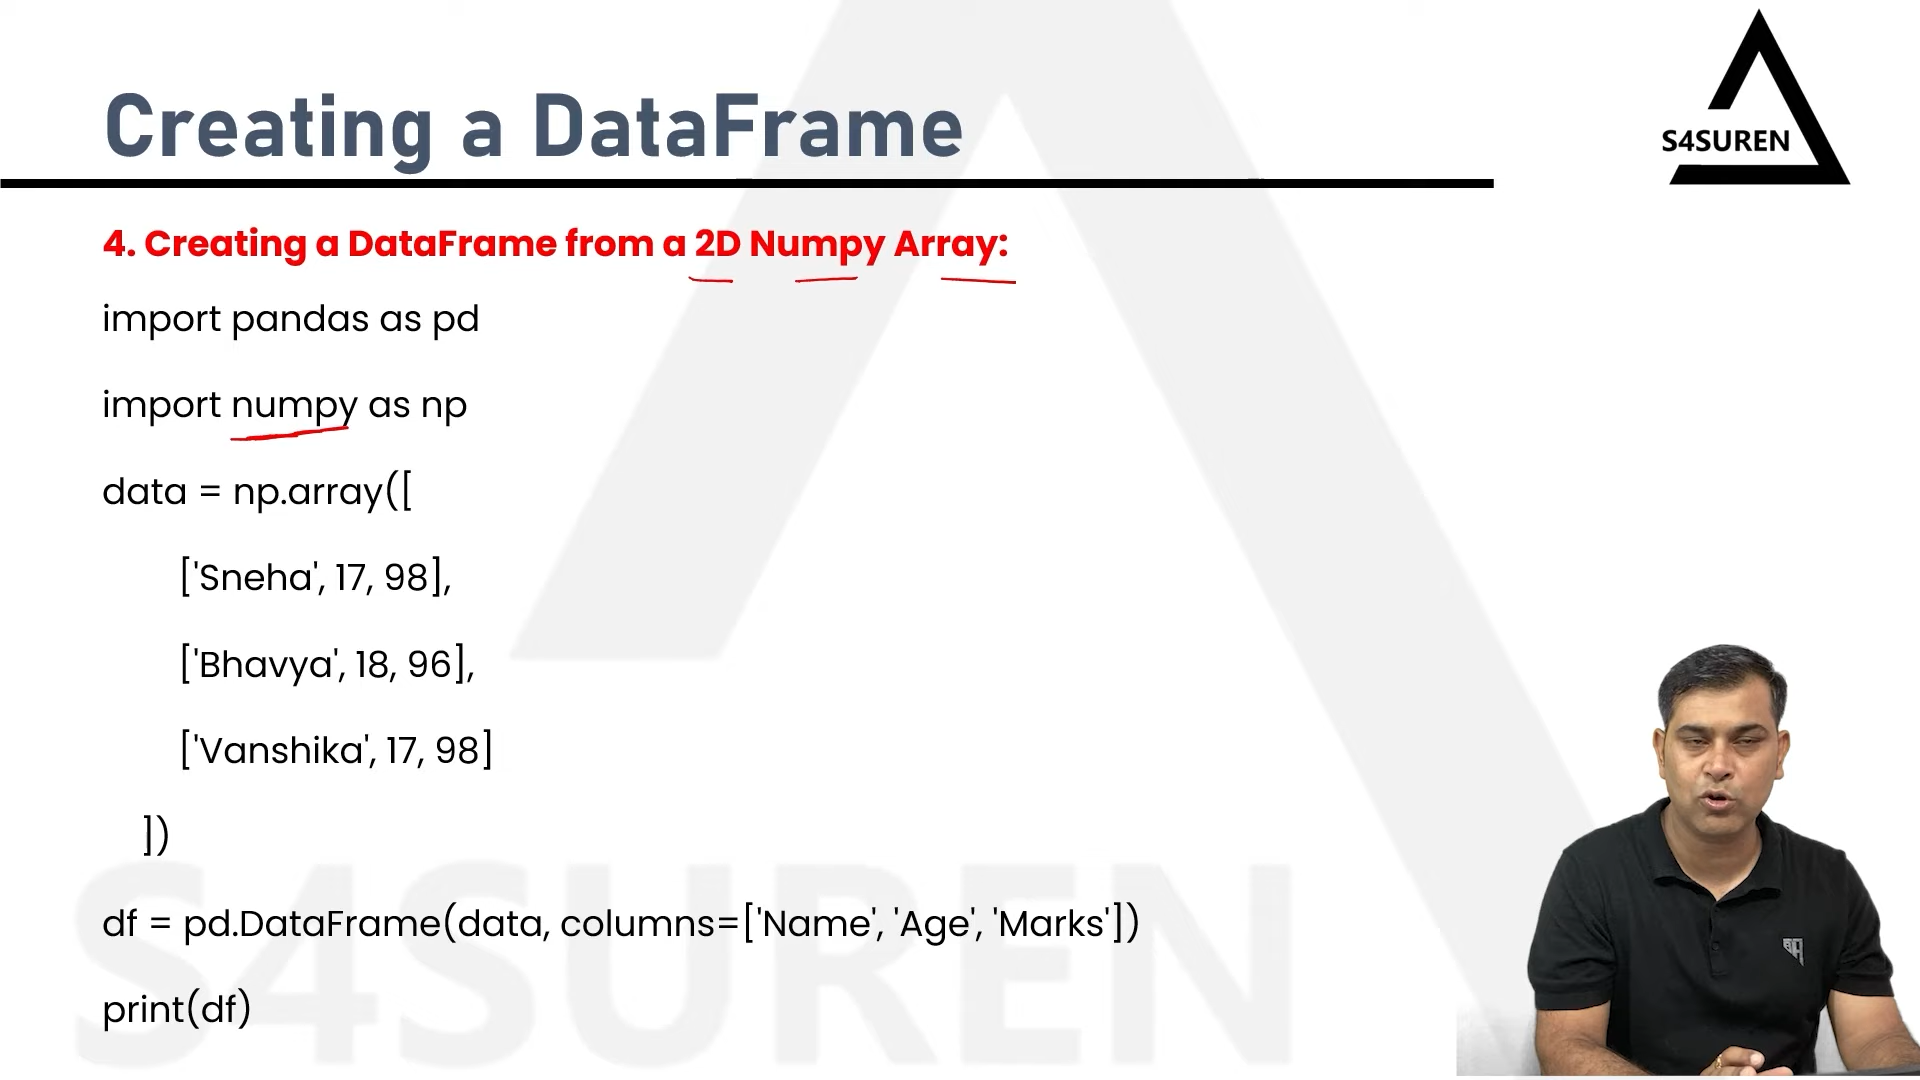 Creating a DataFrame
S4SUREN
4. Creating a DataFrame from a 2D Numpy Array:
import pandas as pd
import numpy as np
data = np.array([
['Sneha', 17, 98],
['Bhavya', 18, 96],
['Vanshika', 17, 98]
])
df = pd.DataFrame(data, columns=['Name', 'Age', 'Marks'])
print(df)
S4SUREN